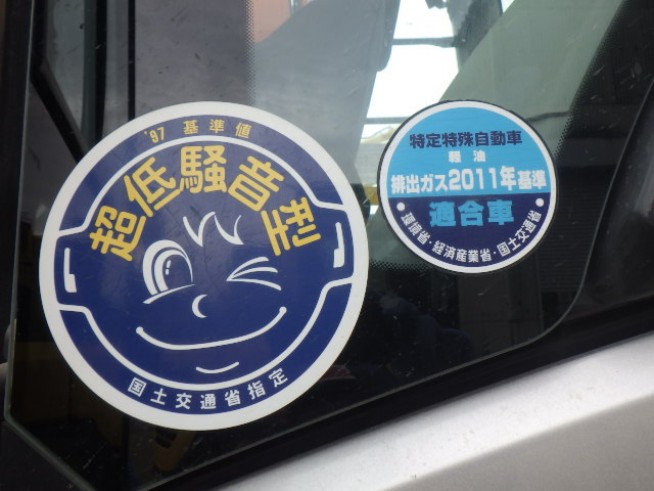 '97 基準値
超低騒音型
国土交通省指定
特定特殊自動車
軽油
排出ガス2011年基準
適合車
・環境省・経済産業省・国土交通省・